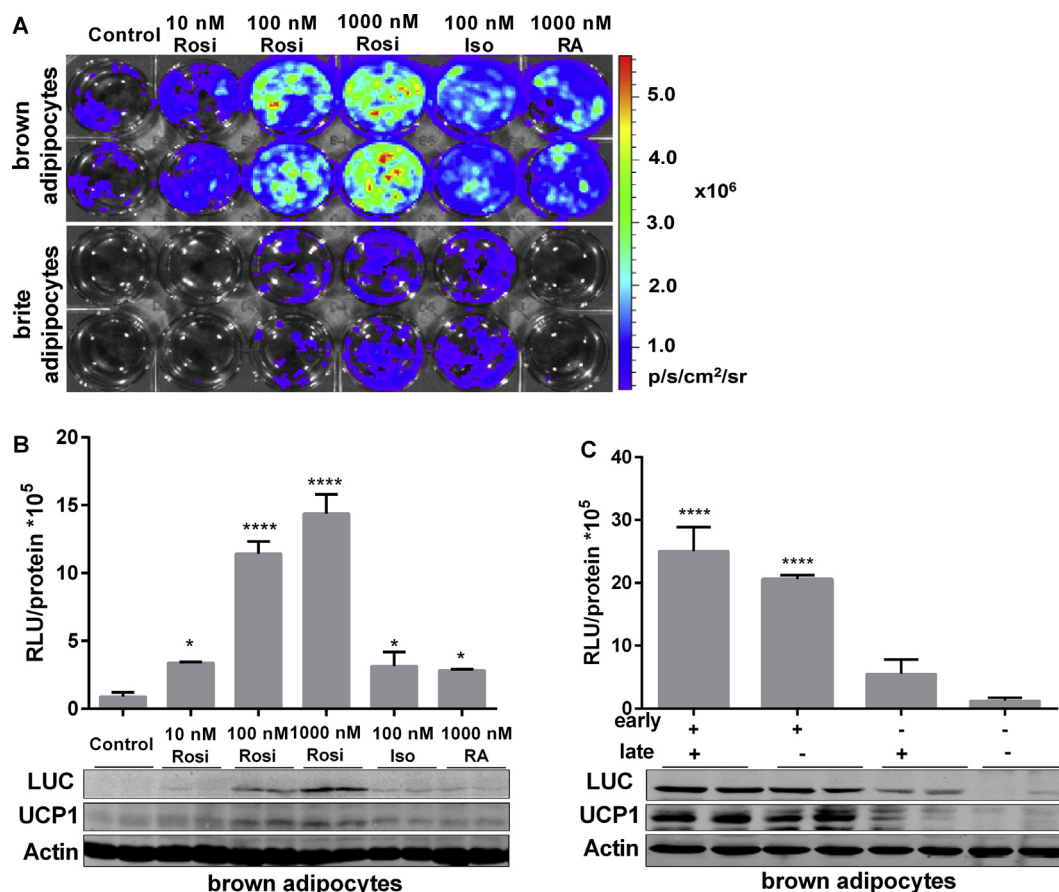 A
Control 10 nM Rosi 100 nM Rosi 1000 nM Rosi 100 nM Iso 1000 nM RA
brown adipipocytes
brite adipipocytes
5.0
4.0
x10⁶
3.0
2.0
1.0
p/s/cm²/sr
B
RLU/protein *10⁵
20
15
10
5
0
* **** **** * *
Control 10 nM Rosi 100 nM Rosi 1000 nM Rosi 100 nM Iso 1000 nM RA
LUC
UCP1
Actin
brown adipocytes
C
RLU/protein *10⁵
40
30
20
10
0
**** ****
early + + - -
late + - + -
LUC
UCP1
Actin
brown adipocytes